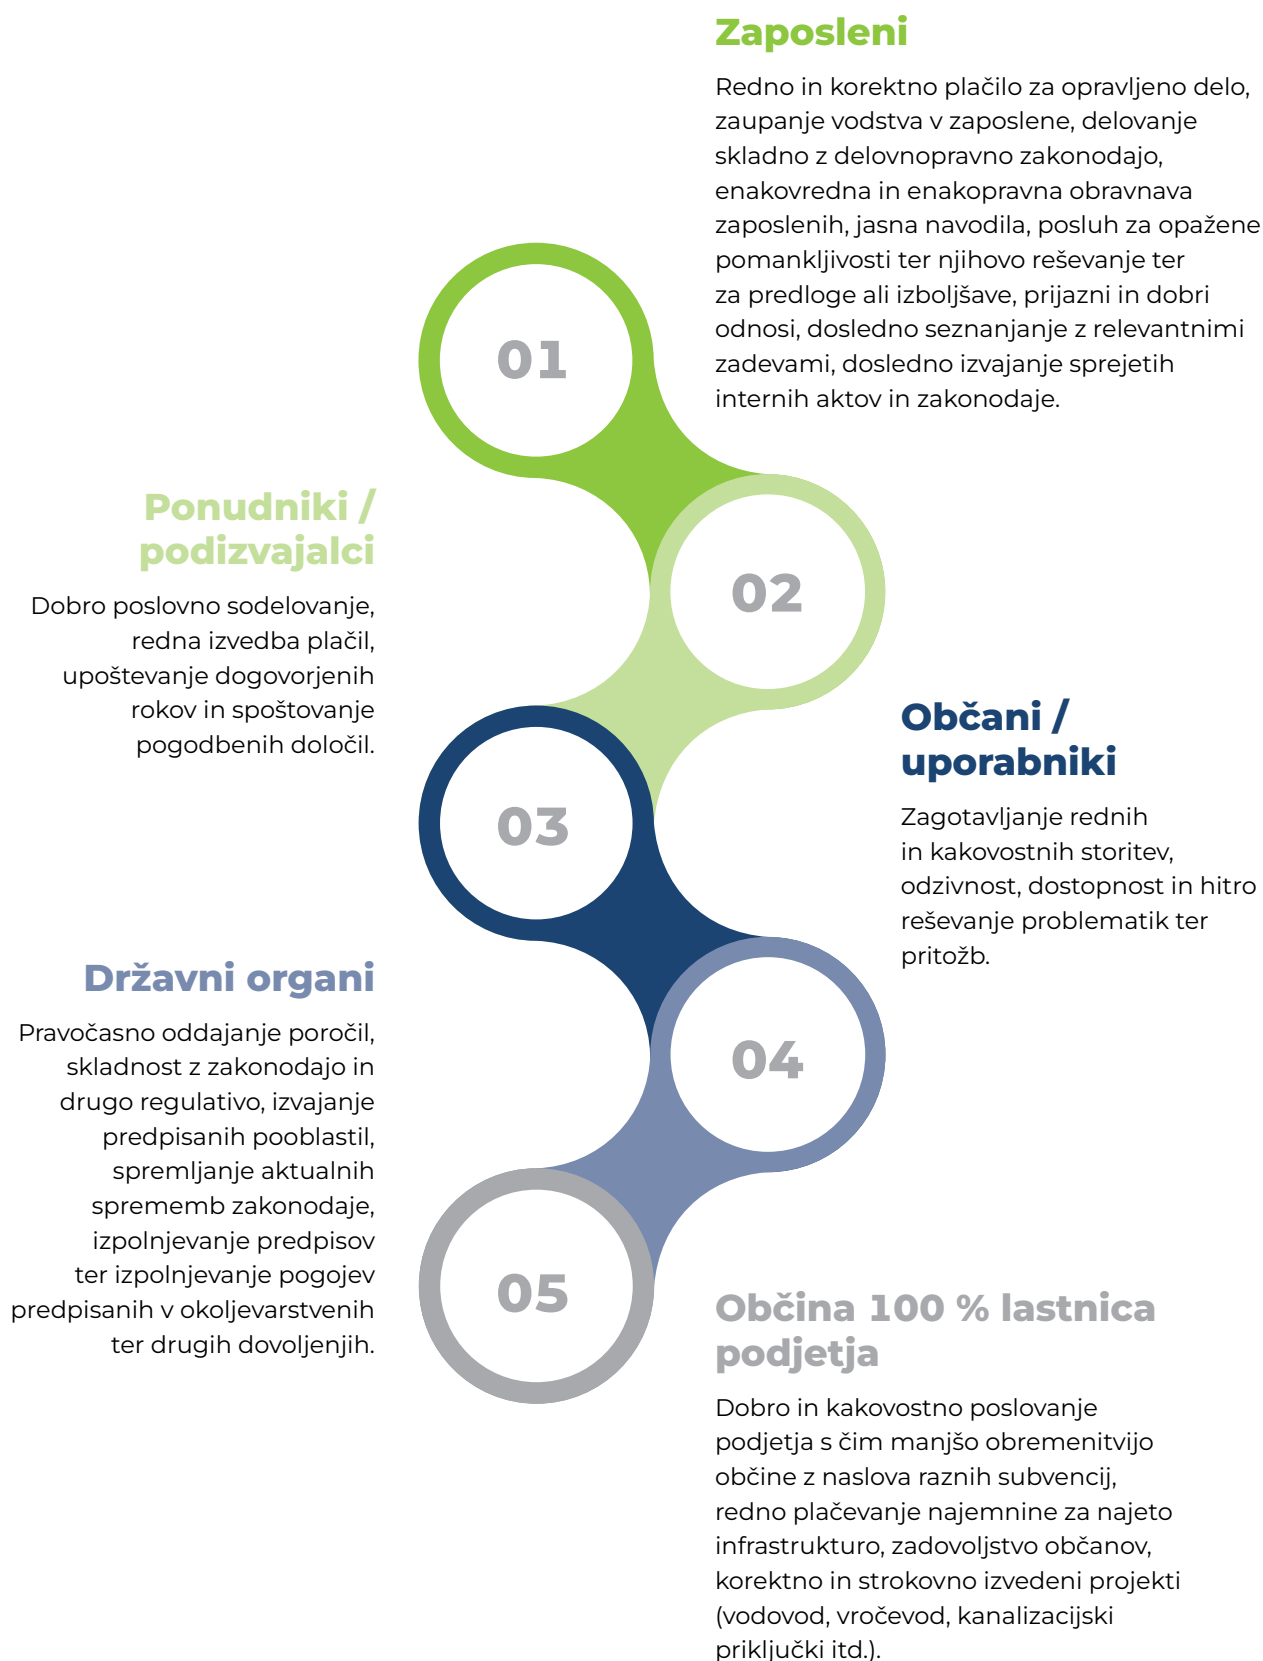 Zaposleni
Redno in korektno plačilo za opravljeno delo,
zaupanje vodstva v zaposlene, delovanje
skladno z delovnopravno zakonodajo,
enakovredna in enakopravna obravnava
zaposlenih, jasna navodila, posluh za opažene
pomankljivosti ter njihovo reševanje ter
za predloge ali izboljšave, prijazni in dobri
odnosi, dosledno seznanjanje z relevantnimi
zadevami, dosledno izvajanje sprejetih
internih aktov in zakonodaje.
01
Ponudniki /
podizvajalci
Dobro poslovno sodelovanje,
redna izvedba plačil,
upoštevanje dogovorjenih
rokov in spoštovanje
pogodbenih določil.
02
Občani /
uporabniki
Zagotavljanje rednih
in kakovostnih storitev,
odzivnost, dostopnost in hitro
reševanje problematik ter
pritožb.
03
Državni organi
Pravočasno oddajanje poročil,
skladnost z zakonodajo in
drugo regulativo, izvajanje
predpisanih pooblastil,
spremljanje aktualnih
sprememb zakonodaje,
izpolnjevanje predpisov
ter izpolnjevanje pogojev
predpisanih v okoljevarstvenih
ter drugih dovoljenjih.
04
05
Občina 100 % lastnica
podjetja
Dobro in kakovostno poslovanje
podjetja s čim manjšo obremenitvijo
občine z naslova raznih subvencij,
redno plačevanje najemnine za najeto
infrastrukturo, zadovoljstvo občanov,
korektno in strokovno izvedeni projekti
(vodovod, vročevod, kanalizacijski
priključki itd.).